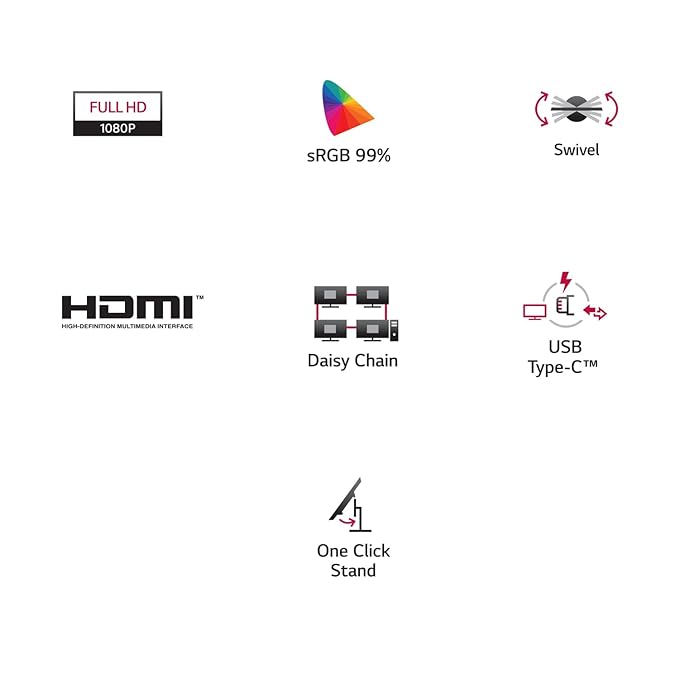 FULL HD
1080P
sRGB 99%
Swivel
HDMI™
HIGH-DEFINITION MULTIMEDIA INTERFACE
Daisy Chain
USB
Type-C™
One Click
Stand